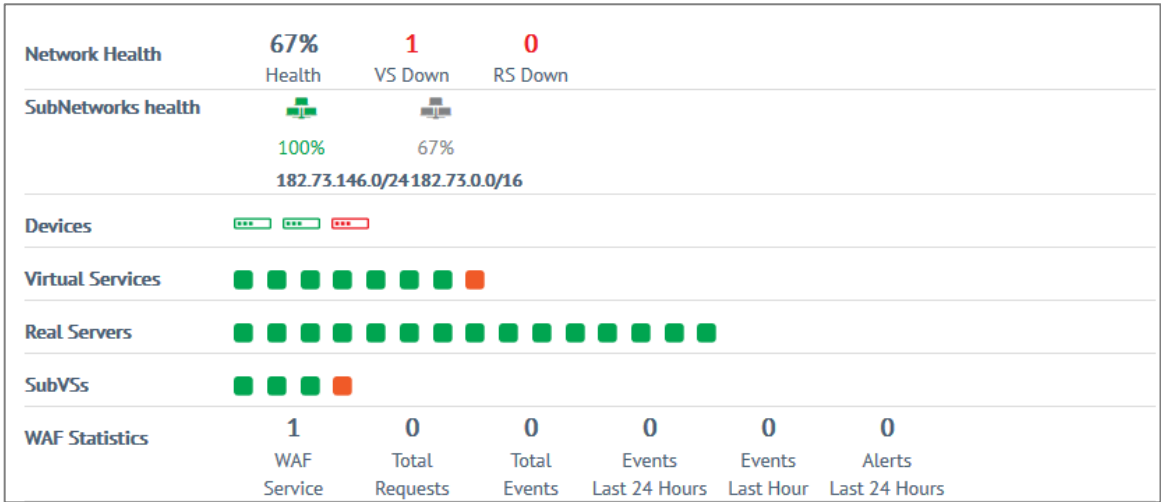 Network Health 67% 1 0
Health VS Down RS Down
SubNetworks health
100% 67%
182.73.146.0/24 182.73.0.0/16
Devices
Virtual Services
Real Servers
SubVSs
WAF Statistics 1 0 0 0 0 0
WAF Total Total Events Events Alerts
Service Requests Events Last 24 Hours Last Hour Last 24 Hours